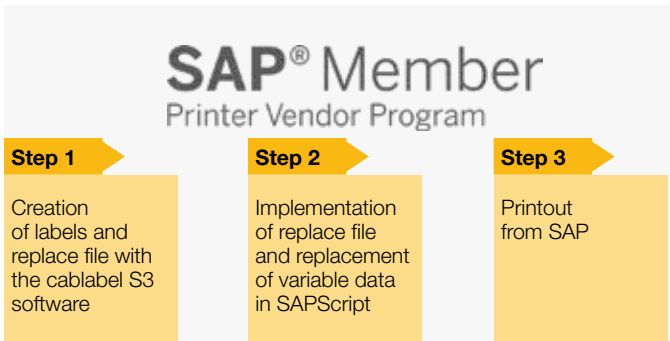 SAP® Member
Printer Vendor Program
Step 1
Creation
of labels and
replace file with
the cablabel S3
software
Step 2
Implementation
of replace file
and replacement
of variable data
in SAPScript
Step 3
Printout
from SAP